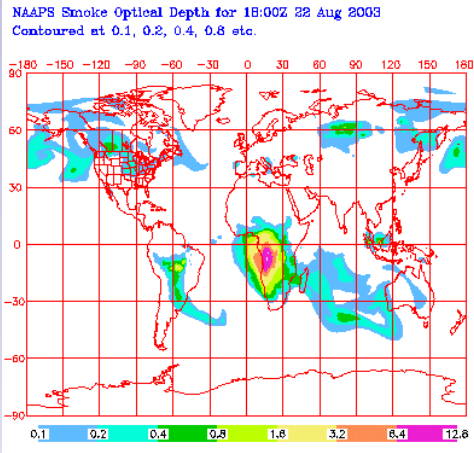 NAAPS Smoke Optical Depth for 18:00Z 22 Aug 2003
Contoured at 0.1, 0.2, 0.4, 0.8 etc.
-180 -150 -120 -90 -60 -30 0 30 60 90 120 150 180
90
60
30
0
-30
-60
-90
0.1 0.2 0.4 0.8 1.6 3.2 6.4 12.8